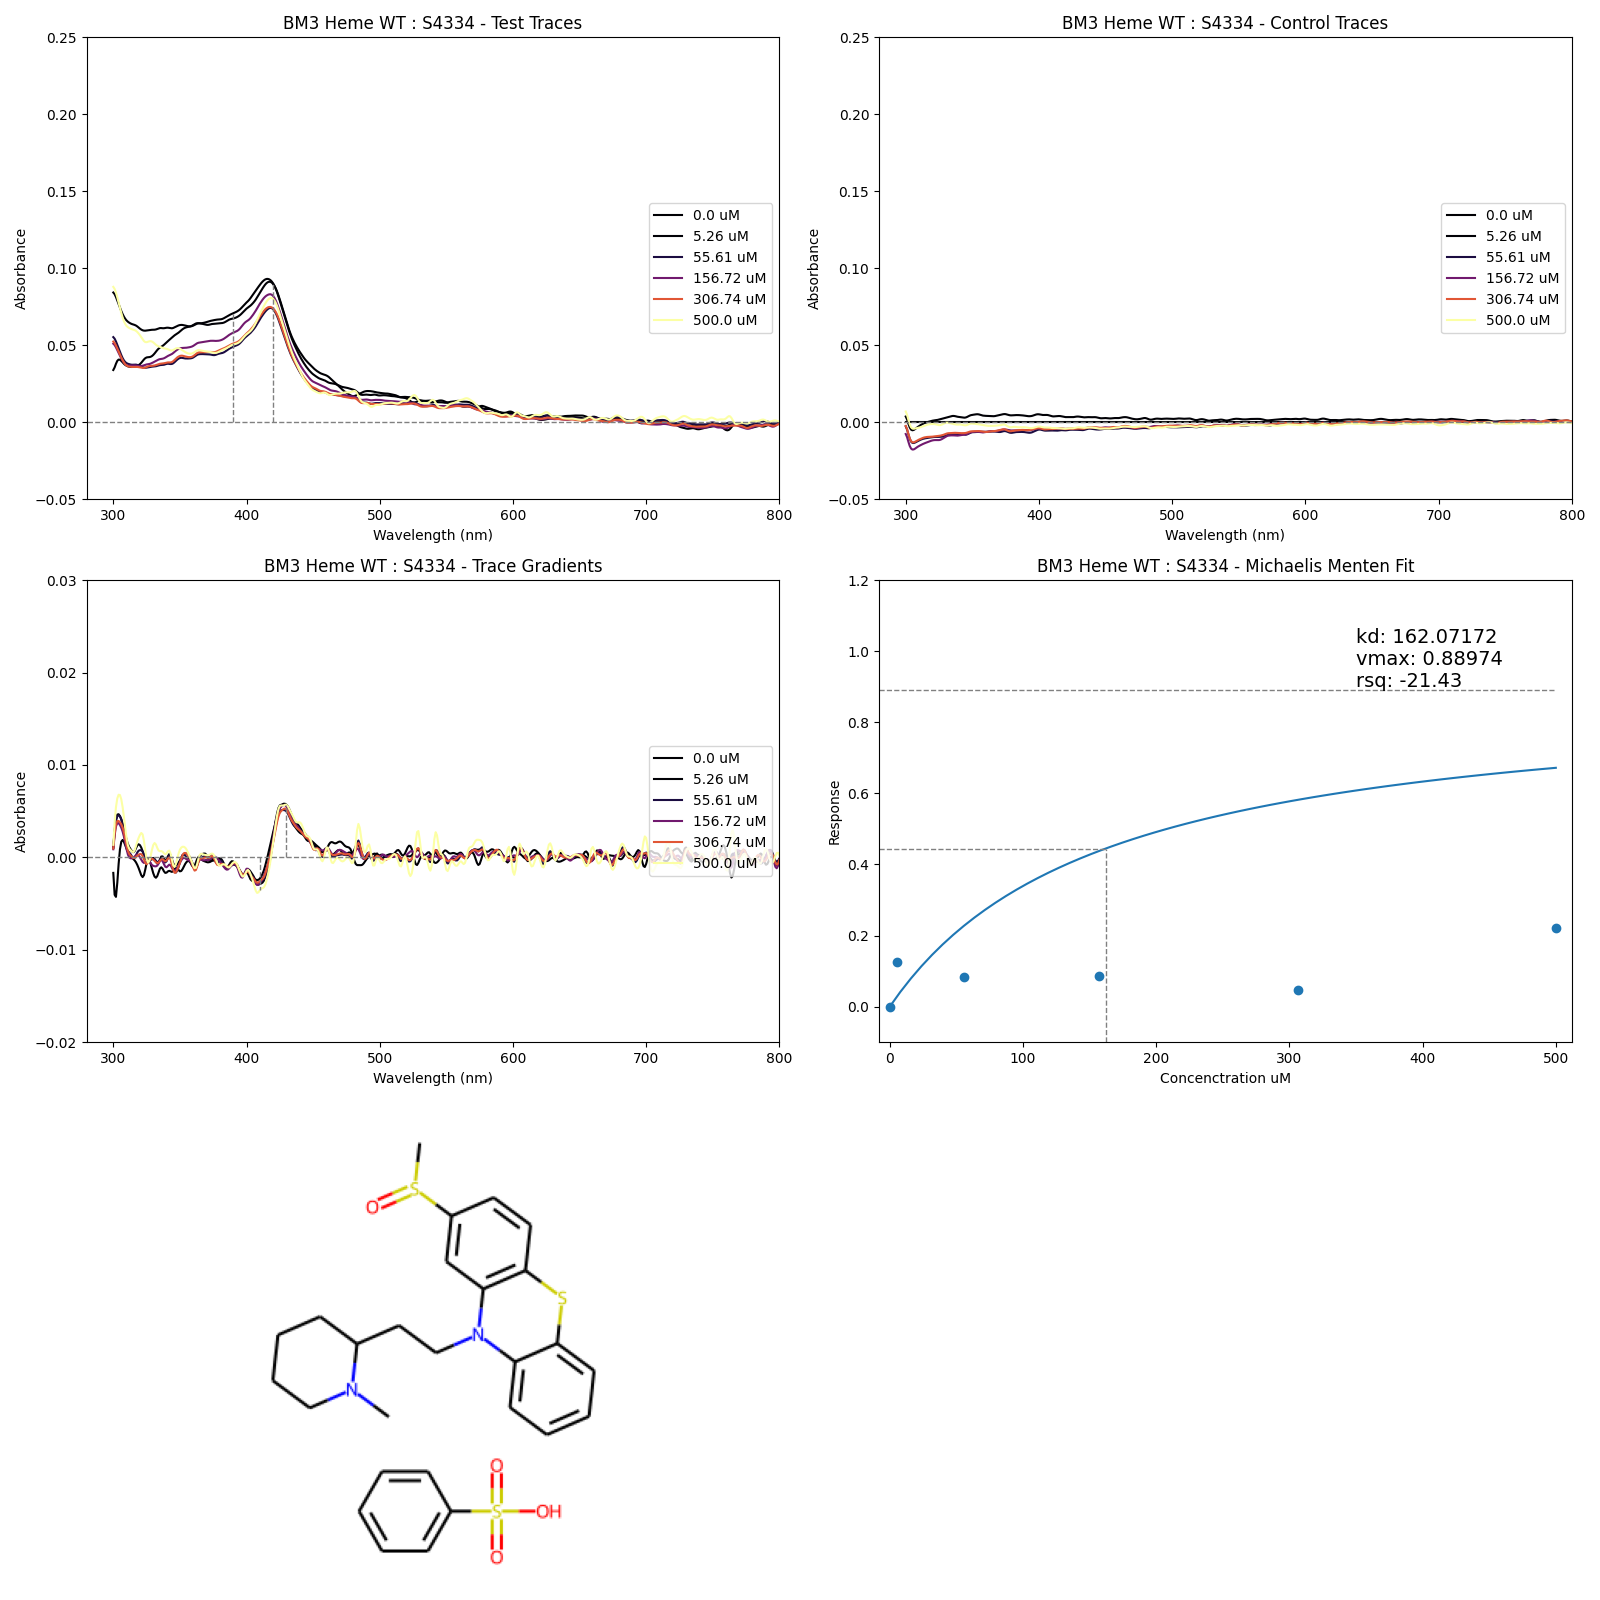 BM3 Heme WT : S4334 - Test Traces
0.25
0.20
0.15
0.10
0.05
0.00
−0.05
Absorbance
300 400 500 600 700 800
Wavelength (nm)
0.0 uM
5.26 uM
55.61 uM
156.72 uM
306.74 uM
500.0 uM
BM3 Heme WT : S4334 - Control Traces
0.25
0.20
0.15
0.10
0.05
0.00
−0.05
Absorbance
300 400 500 600 700 800
Wavelength (nm)
0.0 uM
5.26 uM
55.61 uM
156.72 uM
306.74 uM
500.0 uM
BM3 Heme WT : S4334 - Trace Gradients
0.03
0.02
0.01
0.00
−0.01
−0.02
Absorbance
300 400 500 600 700 800
Wavelength (nm)
0.0 uM
5.26 uM
55.61 uM
156.72 uM
306.74 uM
500.0 uM
BM3 Heme WT : S4334 - Michaelis Menten Fit
1.2
1.0
0.8
0.6
0.4
0.2
0.0
Response
kd: 162.07172
vmax: 0.88974
rsq: -21.43
0 100 200 300 400 500
Concenctration uM
S
O
S
N
N
O
S
OH
O